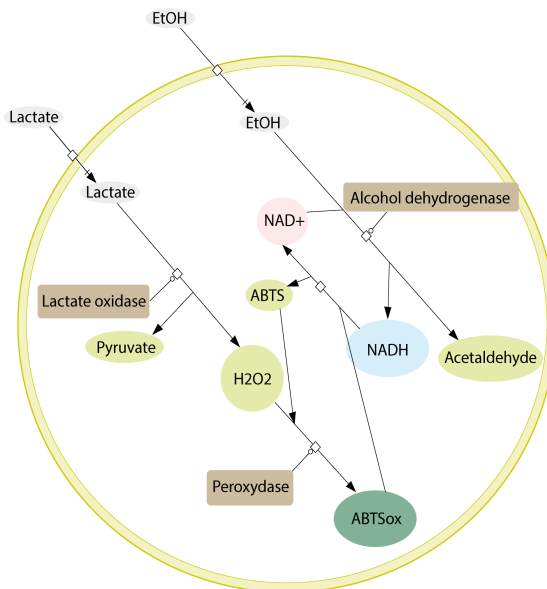 EtOH
Lactate
EtOH
Lactate
Alcohol dehydrogenase
NAD+
ABTS
Lactate oxidase
Pyruvate
NADH
Acetaldehyde
H2O2
Peroxydase
ABTSox